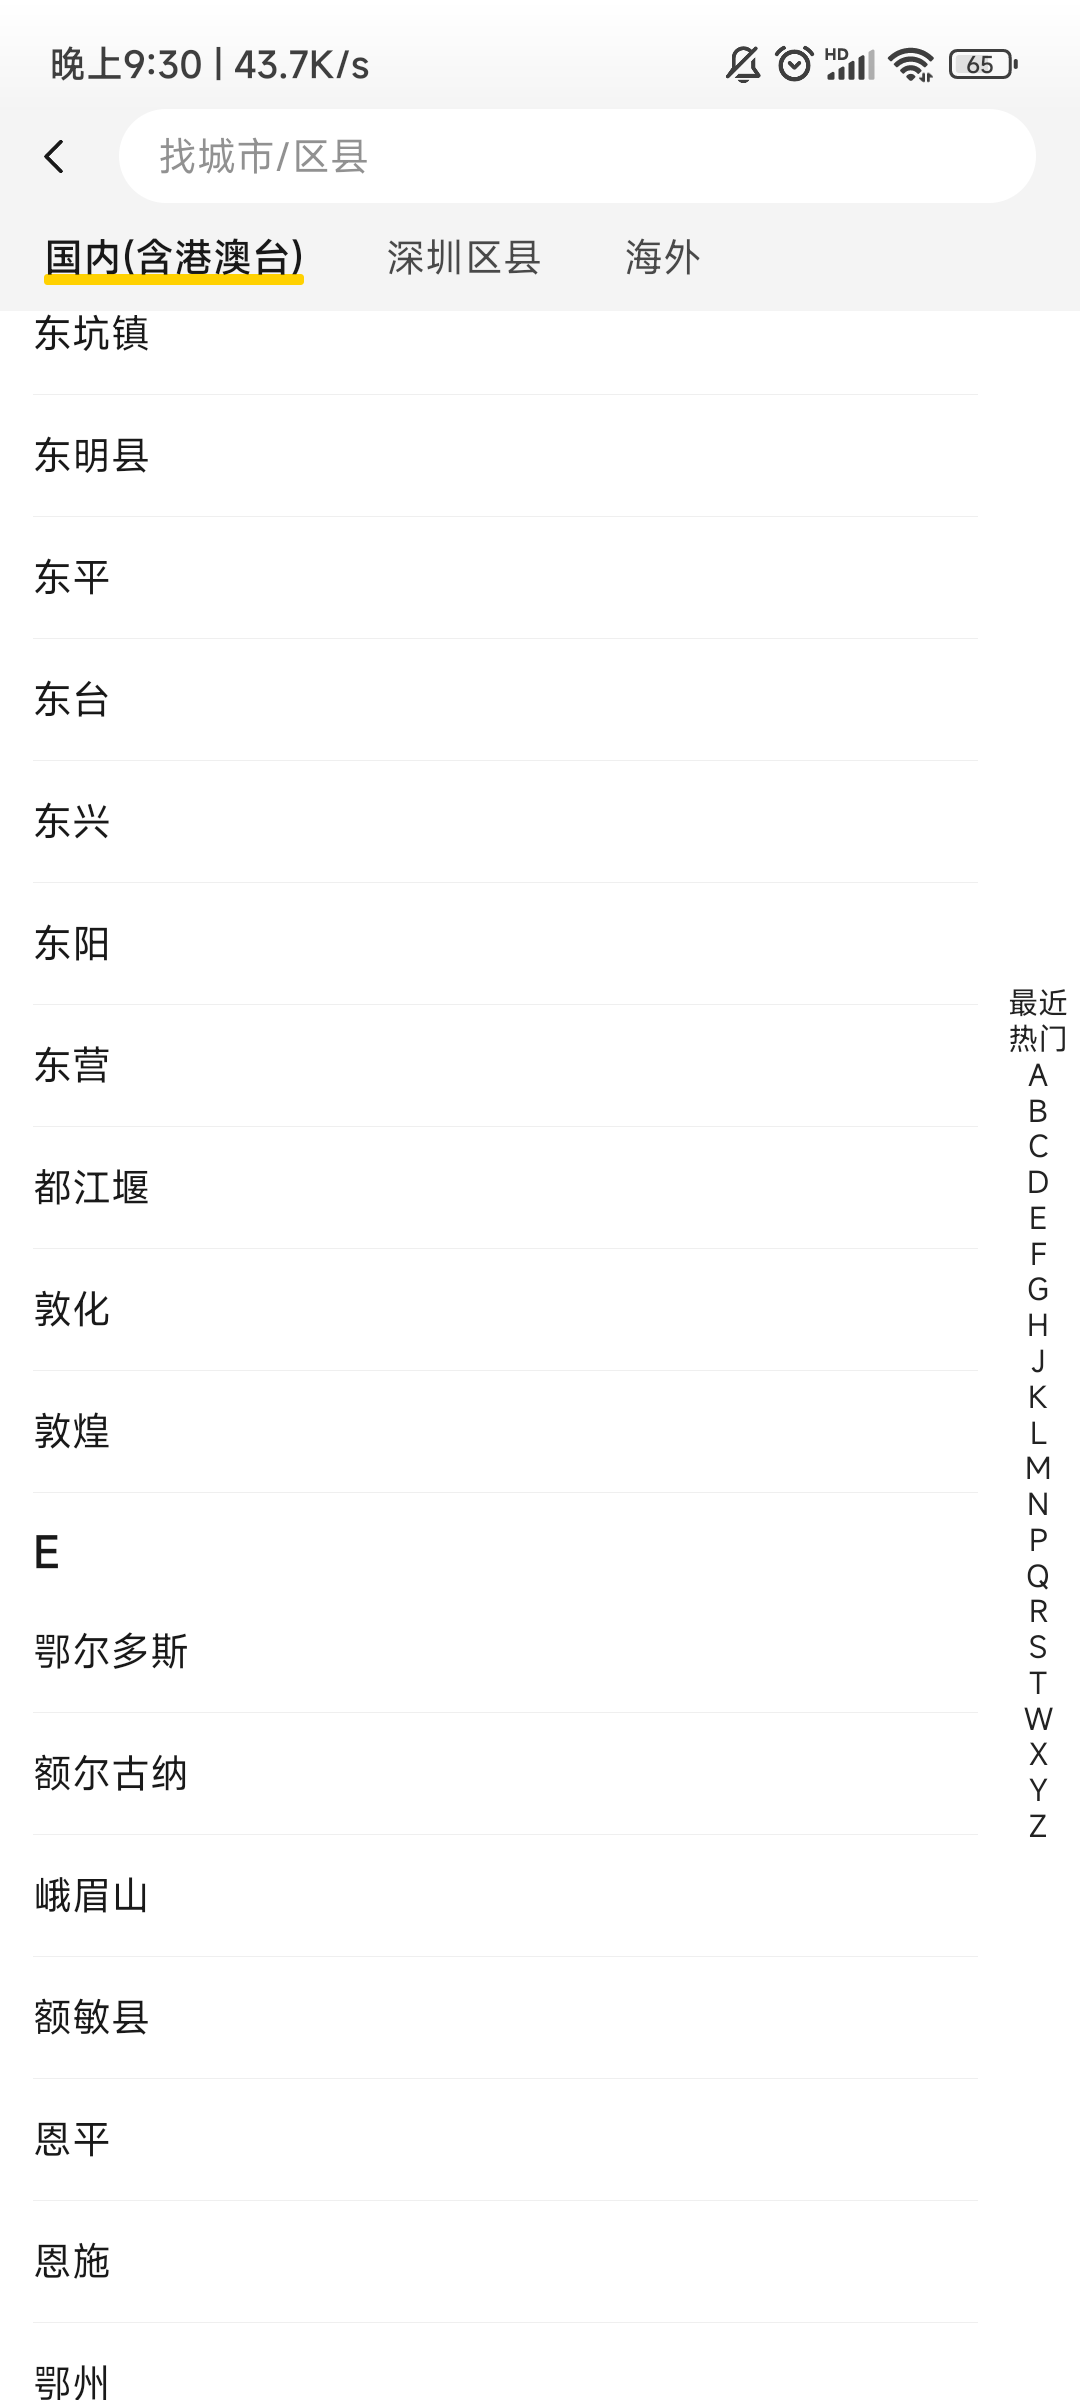 晚上9:30 | 43.7K/s HD 65
找城市/区县
国内(含港澳台) 深圳区县 海外
东坑镇
东明县
东平
东台
东兴
东阳
东营
都江堰
敦化
敦煌
E
鄂尔多斯
额尔古纳
峨眉山
额敏县
恩平
恩施
鄂州
最近
热门
A
B
C
D
E
F
G
H
J
K
L
M
N
P
Q
R
S
T
W
X
Y
Z